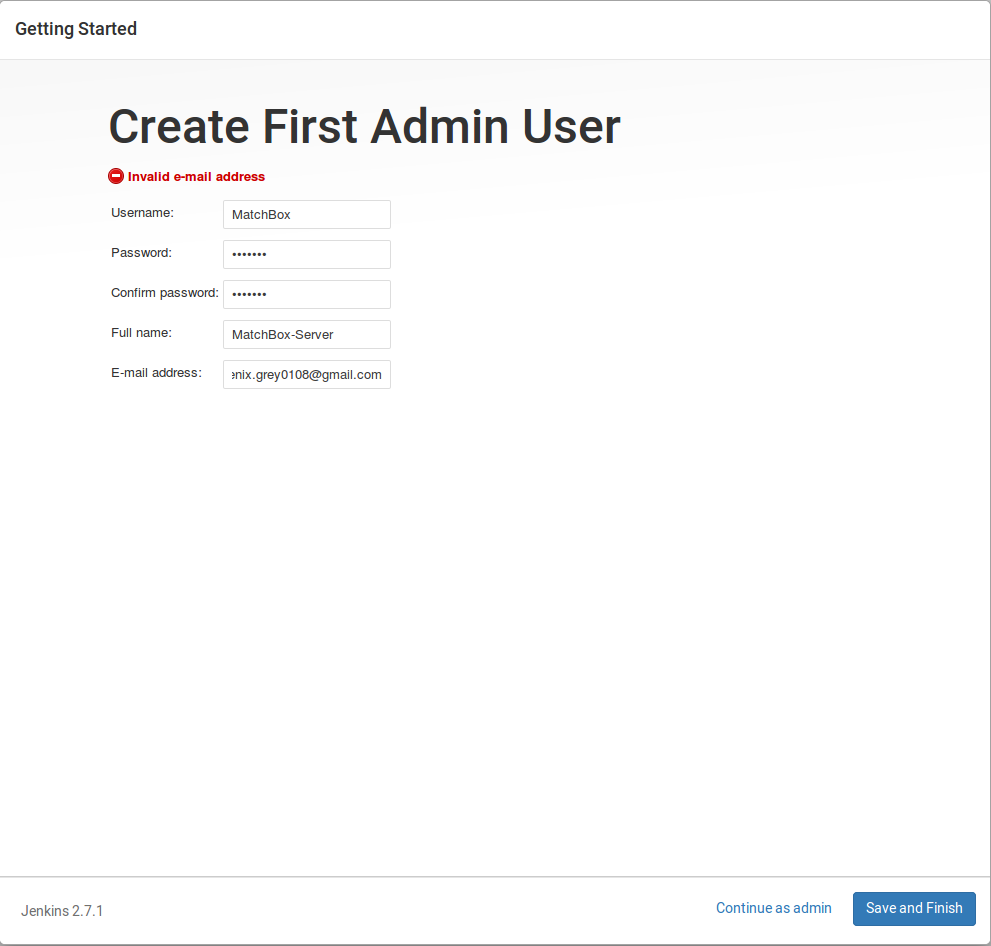 Getting Started
Create First Admin User
Invalid e-mail address
Username: MatchBox
Password: •••••••
Confirm password: •••••••
Full name: MatchBox-Server
E-mail address: enix.grey0108@gmail.com
Jenkins 2.7.1 Continue as admin Save and Finish